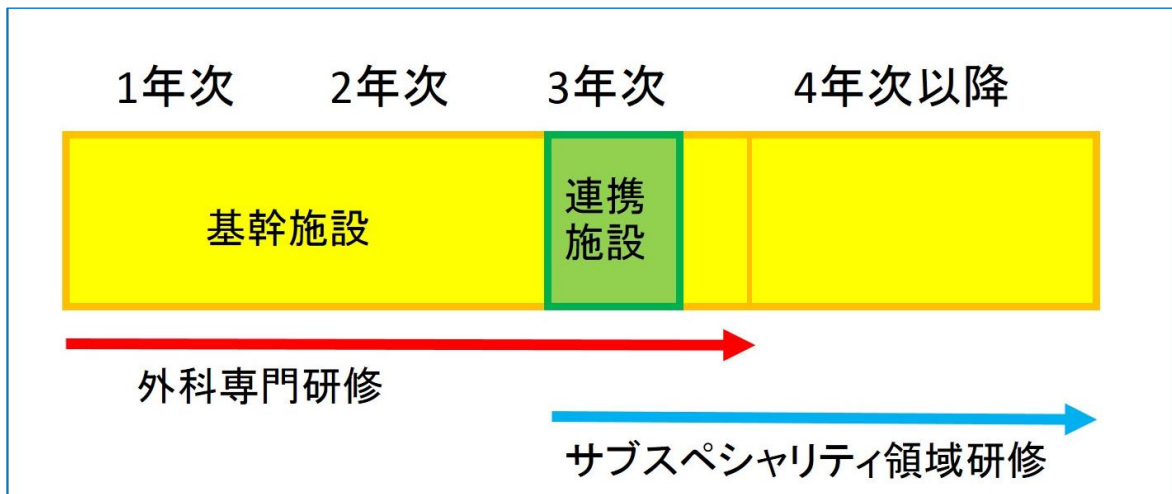 1年次 2年次 3年次 4年次以降
基幹施設
連携
施設
外科専門研修
サブスペシャリティ領域研修